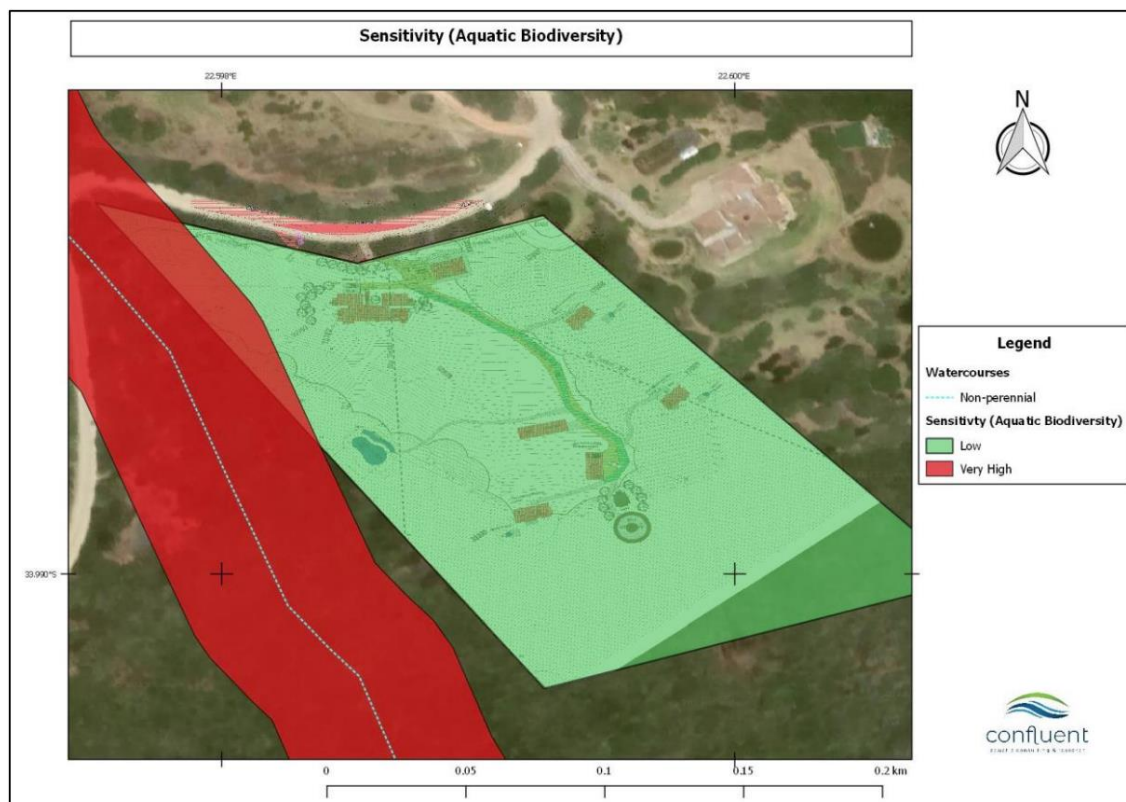 Sensitivity (Aquatic Biodiversity)
22.598°E
22.600°E
N
33.990°S
Legend
Watercourses
Non-perennial
Sensitivty (Aquatic Biodiversity)
Low
Very High
confluent
0
0.05
0.1
0.15
0.2 km